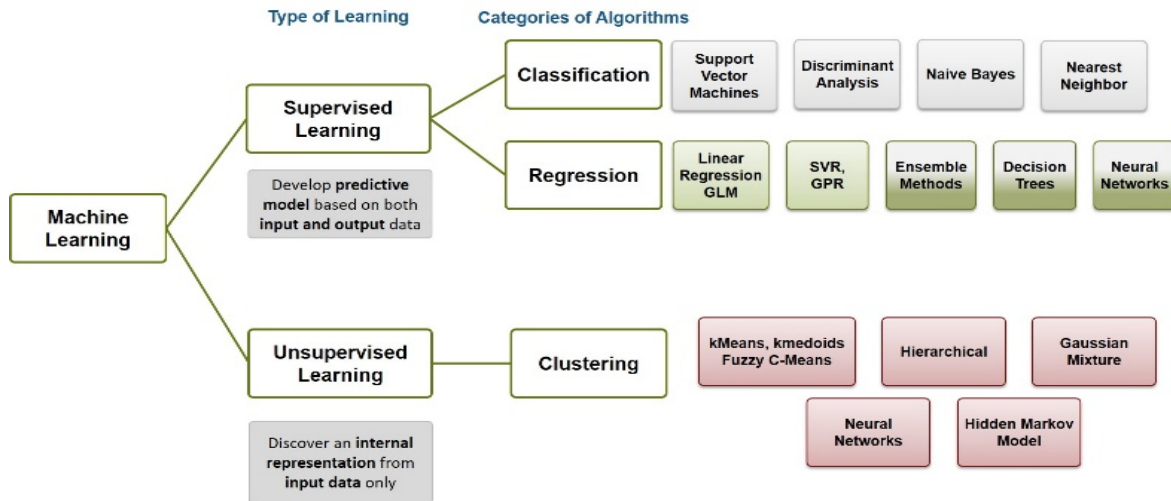 Type of Learning
Categories of Algorithms
Machine
Learning
Supervised
Learning
Develop predictive
model based on both
input and output data
Classification
Support
Vector
Machines
Discriminant
Analysis
Naive Bayes
Nearest
Neighbor
Regression
Linear
Regression
GLM
SVR,
GPR
Ensemble
Methods
Decision
Trees
Neural
Networks
Unsupervised
Learning
Discover an internal
representation from
input data only
Clustering
kMeans, kmedoids
Fuzzy C-Means
Hierarchical
Gaussian
Mixture
Neural
Networks
Hidden Markov
Model